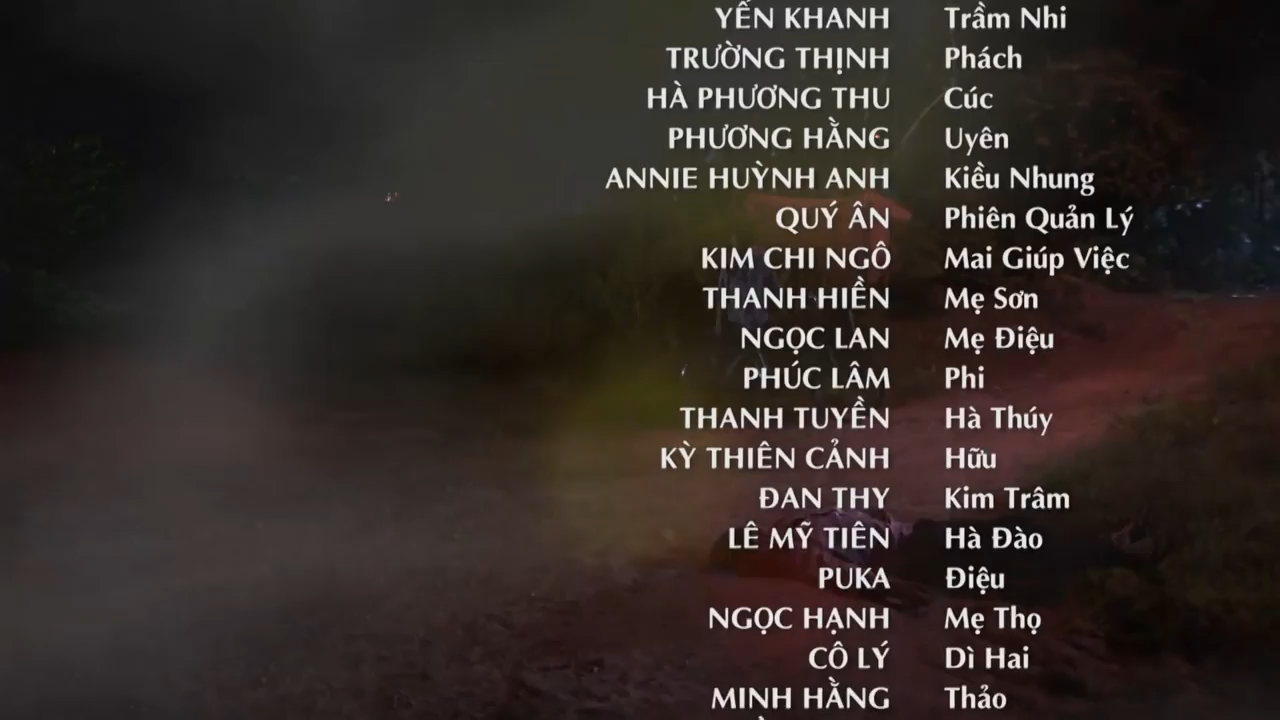 YẾN KHANH Trầm Nhi
TRƯỜNG THỊNH Phách
HÀ PHƯƠNG THU Cúc
PHƯƠNG HẰNG Uyên
ANNIE HUỲNH ANH Kiều Nhung
QUÝ ÂN Phiên Quản Lý
KIM CHI NGÔ Mai Giúp Việc
THANH HIỀN Mẹ Sơn
NGỌC LAN Mẹ Điệu
PHÚC LÂM Phi
THANH TUYỀN Hà Thúy
KỲ THIÊN CẢNH Hữu
ĐAN THY Kim Trâm
LÊ MỸ TIÊN Hà Đào
PUKA Điệu
NGỌC HẠNH Mẹ Thọ
CÔ LÝ Dì Hai
MINH HẰNG Thảo